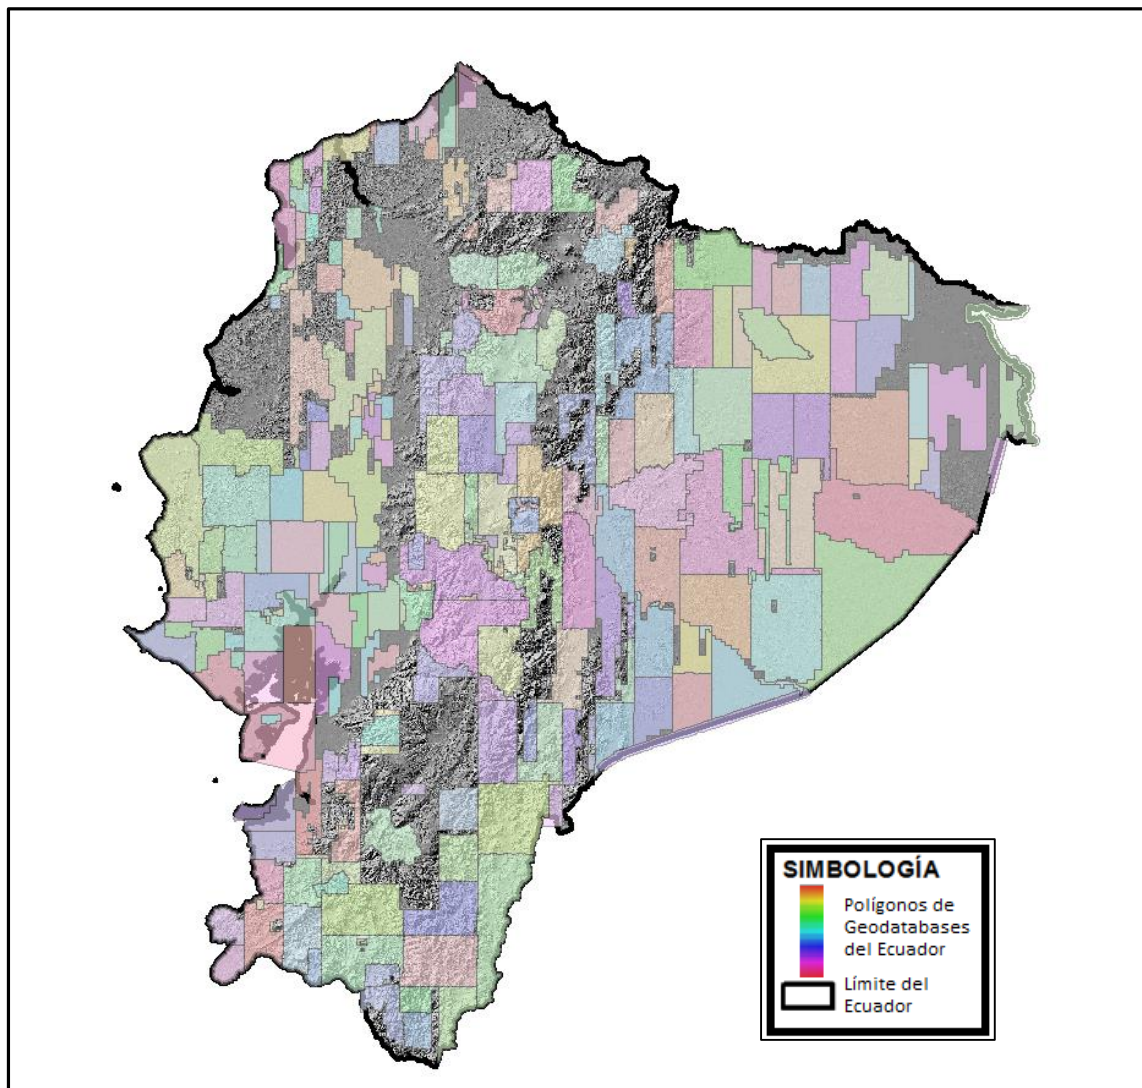 SIMBOLOGÍA
Polígonos de
Geodatabases
del Ecuador
Límite del
Ecuador